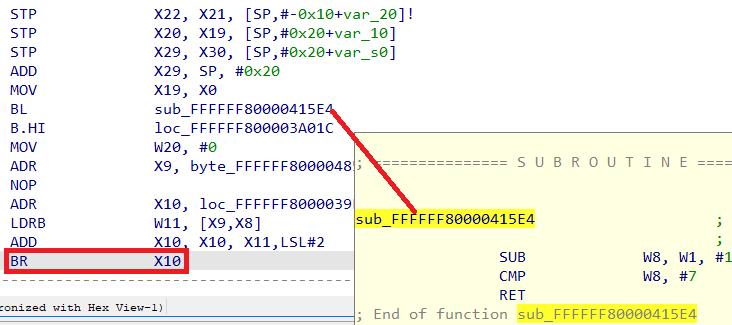 STP X22, X21, [SP,#-0x10+var_20]!
STP X20, X19, [SP,#0x20+var_10]
STP X29, X30, [SP,#0x20+var_s0]
ADD X29, SP, #0x20
MOV X19, X0
BL sub_FFFFFF80000415E4
B.HI loc_FFFFFF800003A01C
MOV W20, #0
ADR X9, byte_FFFFFF8000048
NOP
ADR X10, loc_FFFFFF8000039
LDRB W11, [X9,X8]
ADD X10, X10, X11,LSL#2
BR X10
ronized with Hex View-1)
; ============== S U B R O U T I N E ====
sub_FFFFFF80000415E4 ;
;
SUB W8, W1, #1
CMP W8, #7
RET
; End of function sub_FFFFFF80000415E4